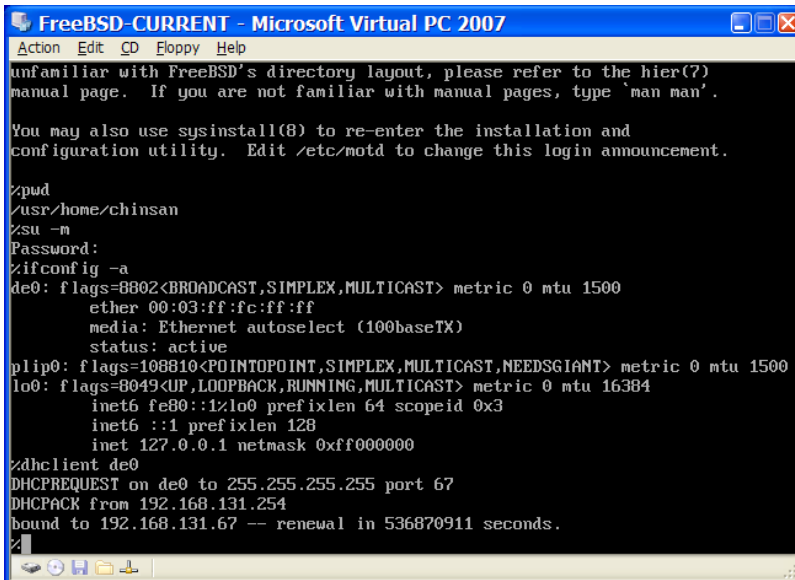 FreeBSD-CURRENT - Microsoft Virtual PC 2007
Action Edit CD Floppy Help
unfamiliar with FreeBSD's directory layout, please refer to the hier(7)
manual page.  If you are not familiar with manual pages, type `man man'.
You may also use sysinstall(8) to re-enter the installation and
configuration utility.  Edit /etc/motd to change this login announcement.
%pwd
/usr/home/chinsan
%su -m
Password:
%ifconfig -a
de0: flags=8802<BROADCAST,SIMPLEX,MULTICAST> metric 0 mtu 1500
        ether 00:03:ff:fc:ff:ff
        media: Ethernet autoselect (100baseTX)
        status: active
plip0: flags=108810<POINTOPOINT,SIMPLEX,MULTICAST,NEEDSGIANT> metric 0 mtu 1500
lo0: flags=8049<UP,LOOPBACK,RUNNING,MULTICAST> metric 0 mtu 16384
        inet6 fe80::1%lo0 prefixlen 64 scopeid 0x3
        inet6 ::1 prefixlen 128
        inet 127.0.0.1 netmask 0xff000000
%dhclient de0
DHCPREQUEST on de0 to 255.255.255.255 port 67
DHCPACK from 192.168.131.254
bound to 192.168.131.67 -- renewal in 536870911 seconds.
%